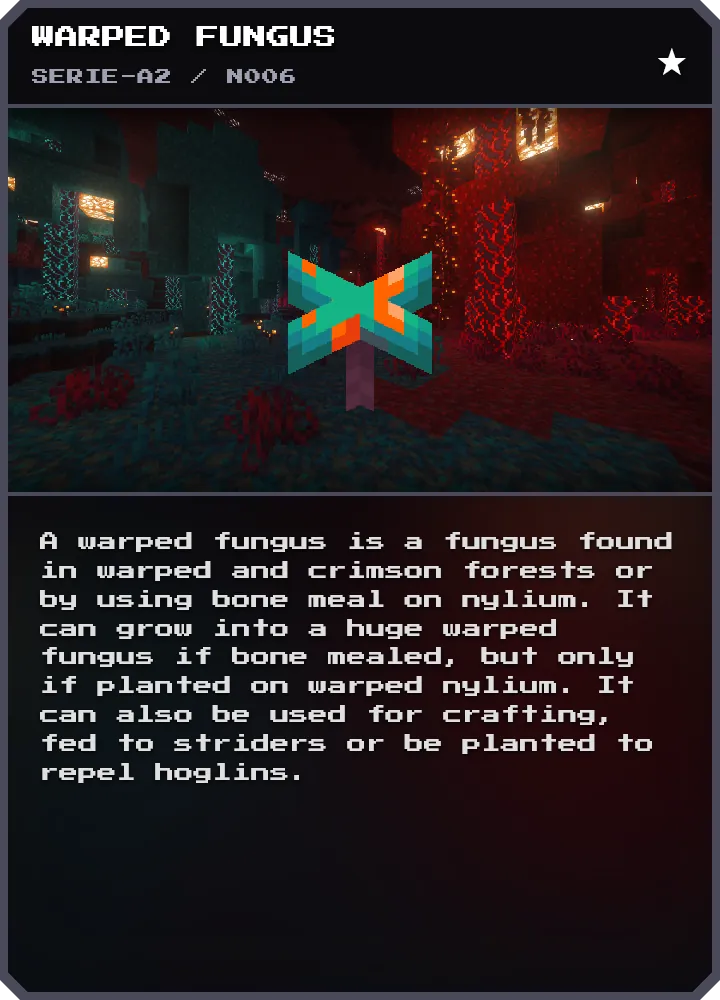 WARPED FUNGUS
SERIE-A2 / N006
A warped fungus is a fungus found
in warped and crimson forests or
by using bone meal on nylium. It
can grow into a huge warped
fungus if bone mealed, but only
if planted on warped nylium. It
can also be used for crafting,
fed to striders or be planted to
repel hoglins.